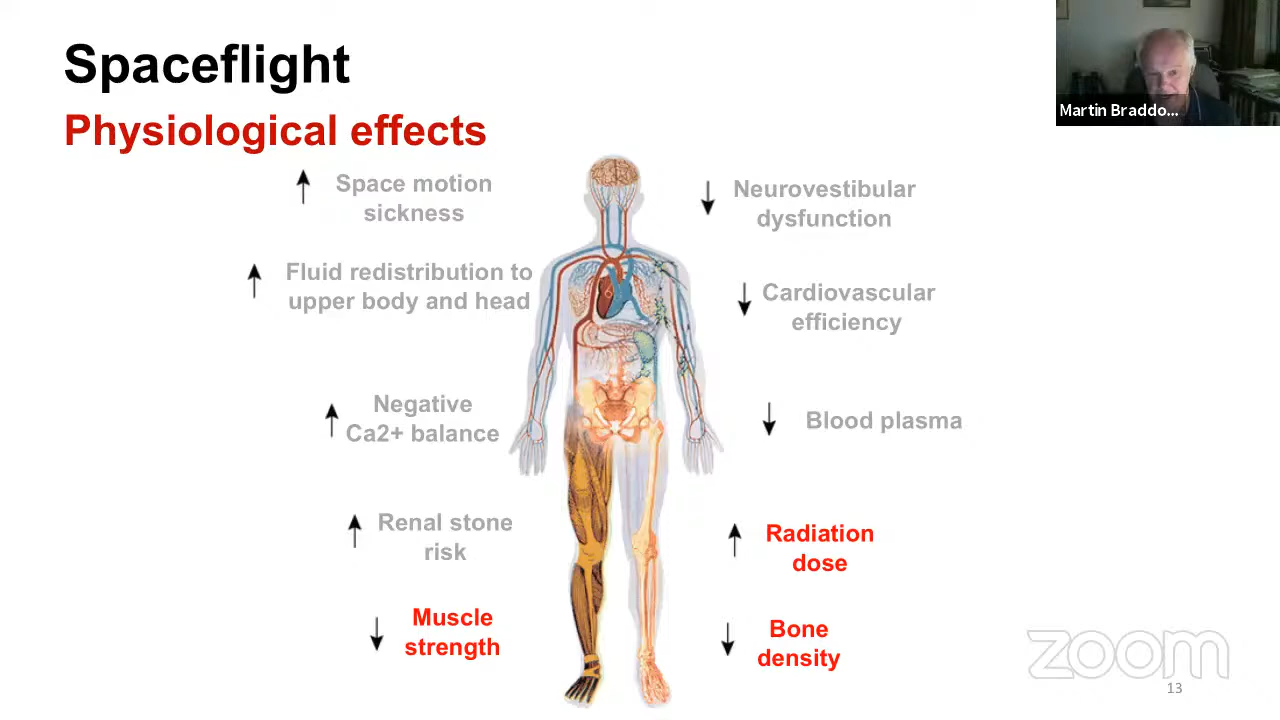 Spaceflight
Physiological effects
Martin Braddo...
Space motion
sickness
Neurovestibular
dysfunction
Fluid redistribution to
upper body and head
Cardiovascular
efficiency
Negative
Ca2+ balance
Blood plasma
Renal stone
risk
Radiation
dose
Muscle
strength
Bone
density
zoom
13